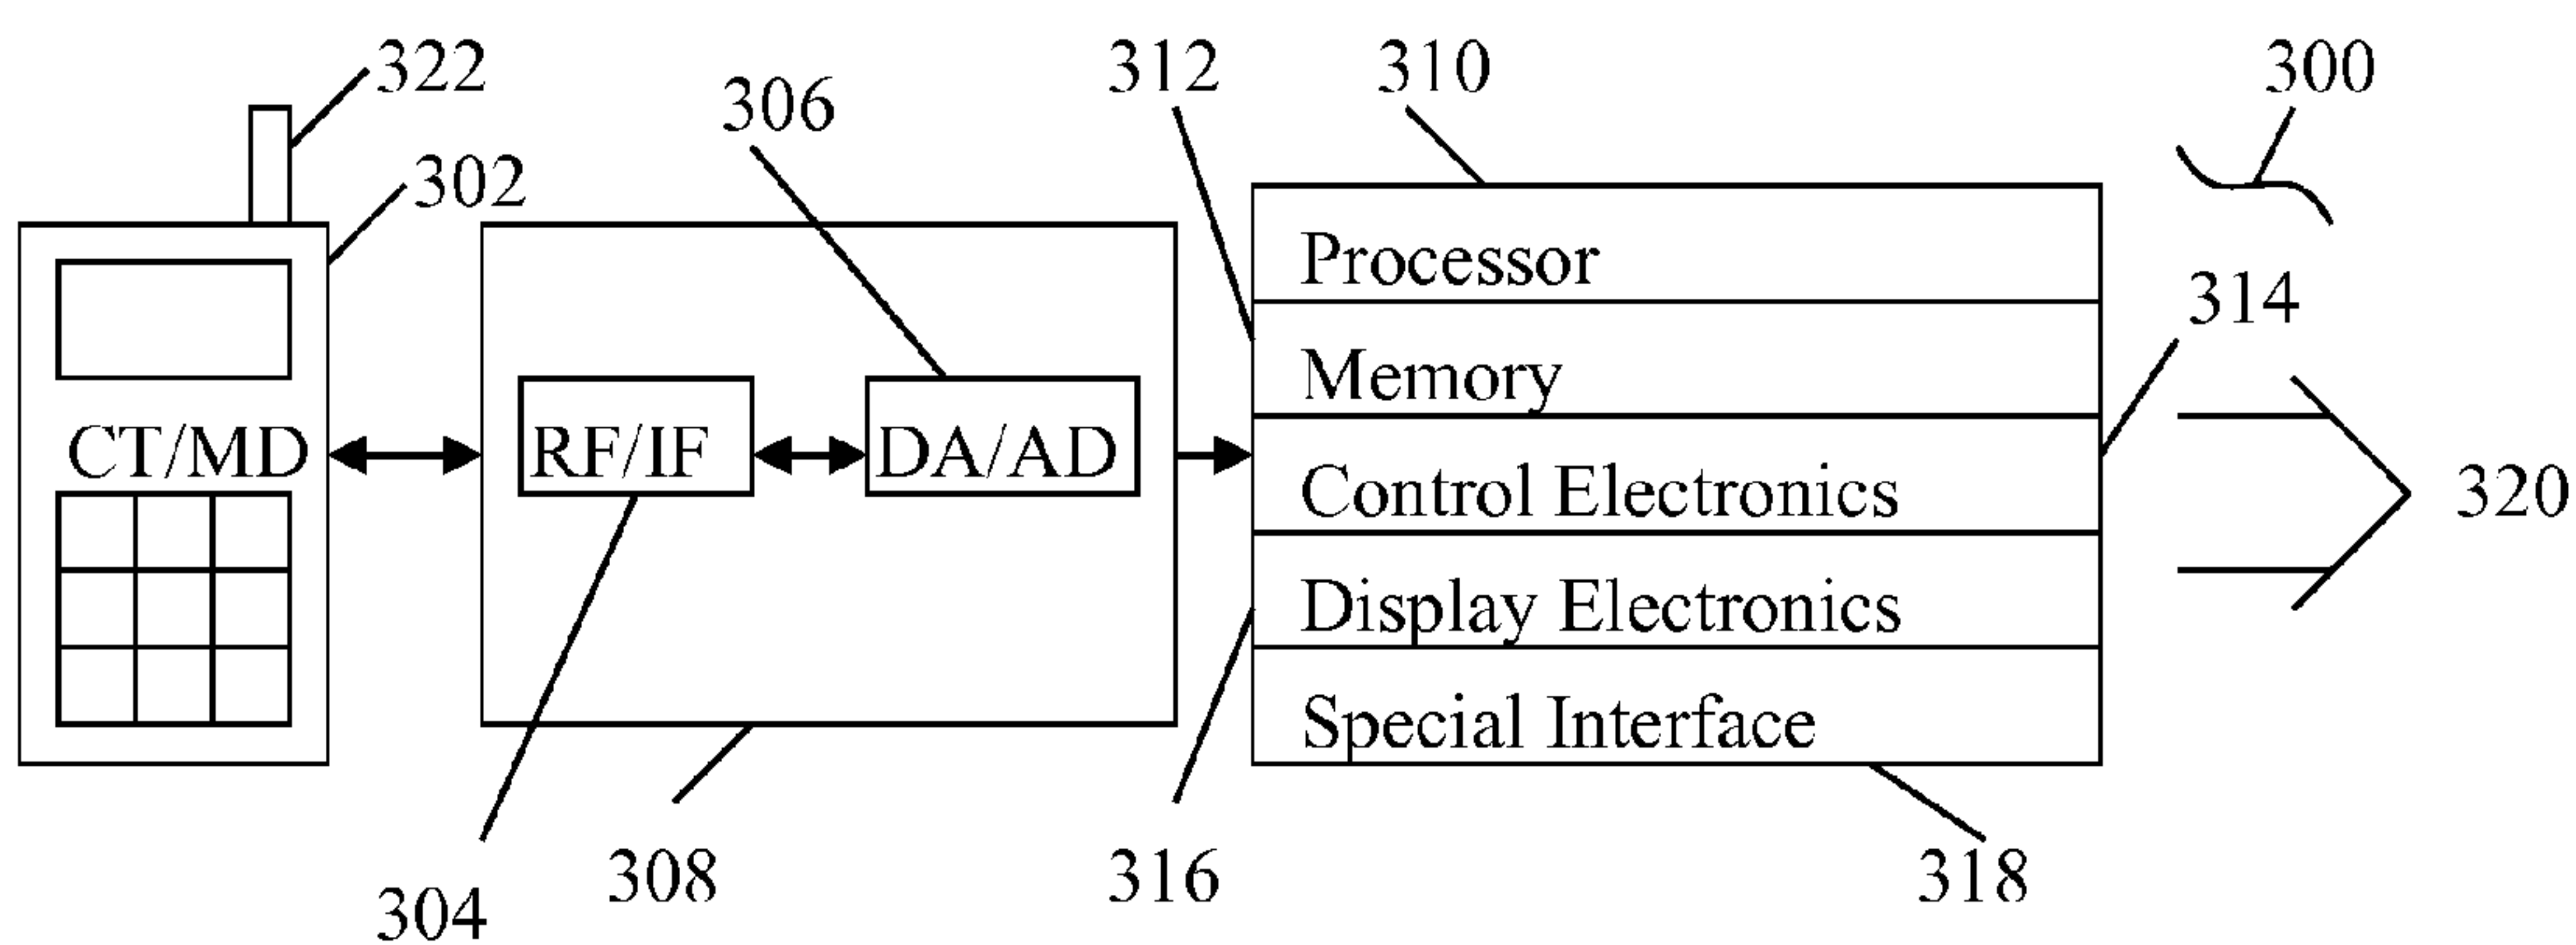 322
312
310
300
306
302
Processor
314
Memory
CT/MD
RF/IF
DA/AD
Control Electronics
320
Display Electronics
Special Interface
308
316
318
304